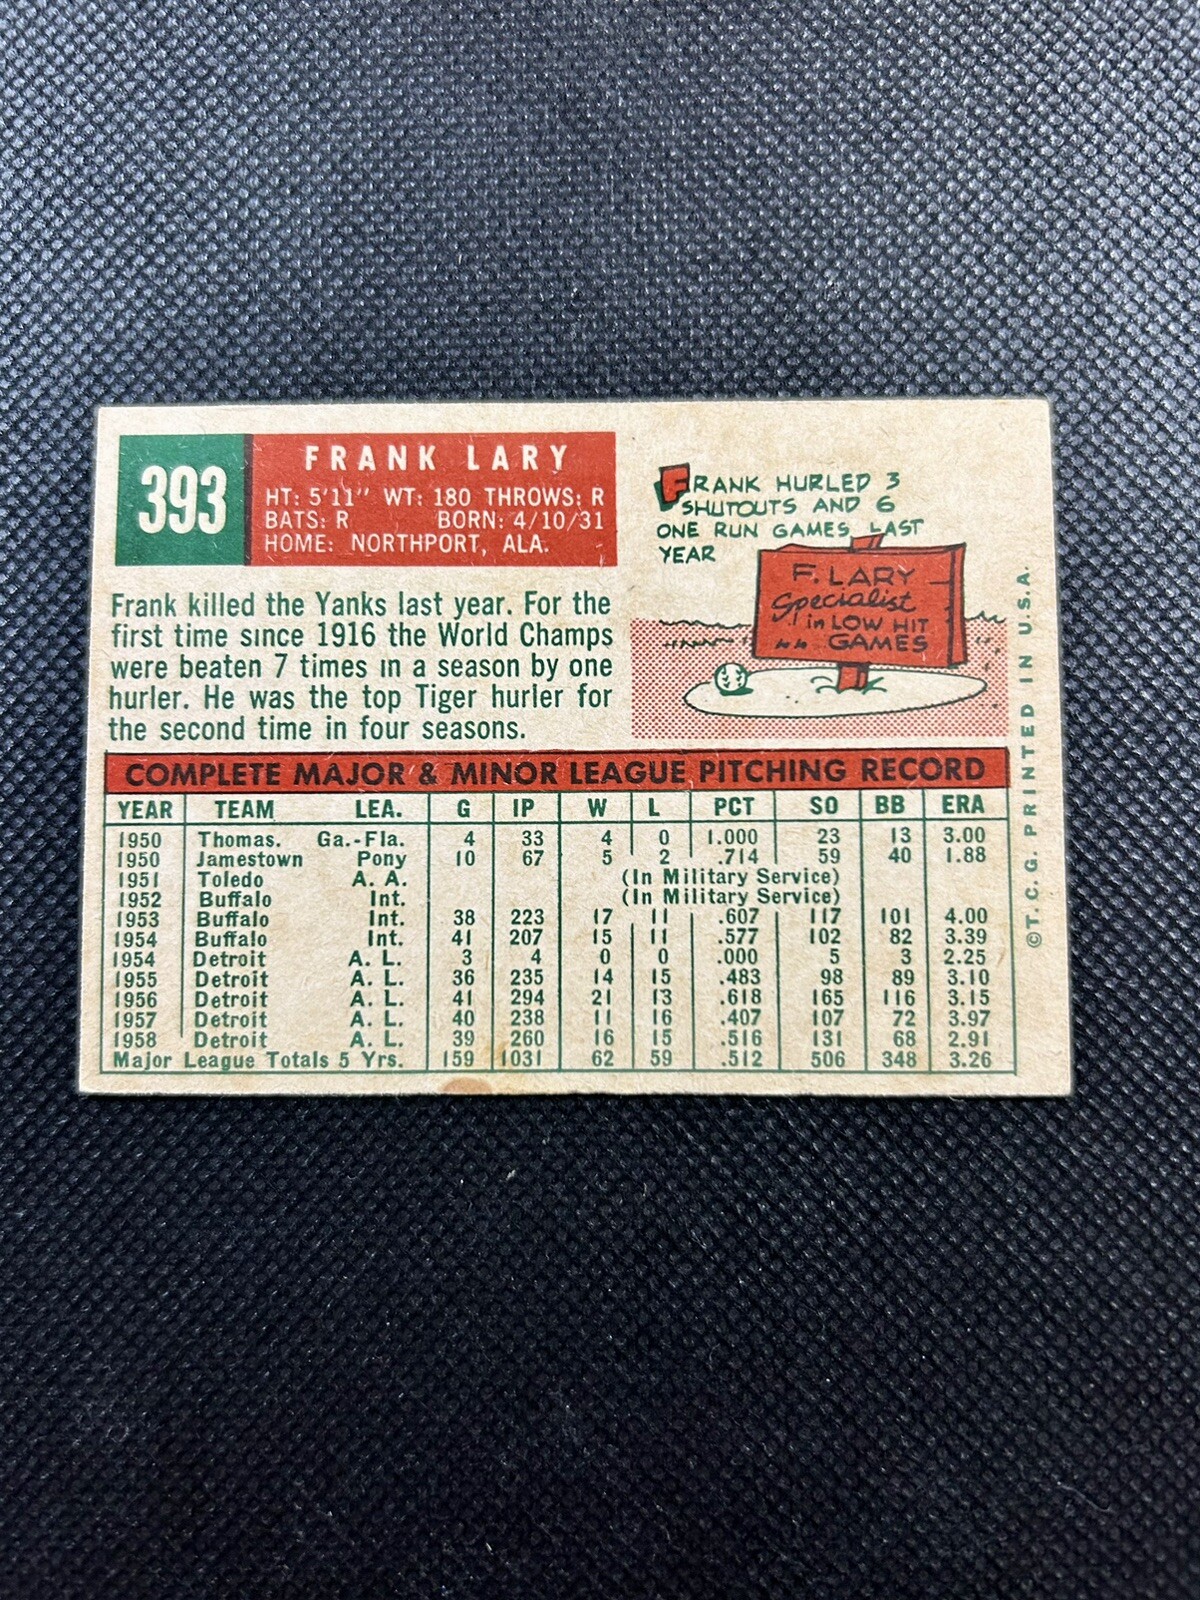 393
FRANK LARY
HT: 5'11" WT: 180 THROWS: R
BATS: R BORN: 4/10/31
HOME: NORTHPORT, ALA.
FRANK HURLED 3
SHUTOUTS AND 6
ONE RUN GAMES LAST
YEAR
F. LARY
Specialist
in LOW HIT
GAMES
Frank killed the Yanks last year. For the
first time since 1916 the World Champs
were beaten 7 times in a season by one
hurler. He was the top Tiger hurler for
the second time in four seasons.
COMPLETE MAJOR & MINOR LEAGUE PITCHING RECORD
YEAR TEAM LEA. G IP W L PCT SO BB ERA
1950 Thomas. Ga.-Fla. 4 33 4 0 1.000 23 13 3.00
1950 Jamestown Pony 10 67 5 2 .714 59 40 1.88
1951 Toledo A. A. (In Military Service)
1952 Buffalo Int. (In Military Service)
1953 Buffalo Int. 38 223 17 11 .607 117 101 4.00
1954 Buffalo Int. 41 207 15 11 .577 102 82 3.39
1954 Detroit A. L. 3 4 0 0 .000 5 3 2.25
1955 Detroit A. L. 36 235 14 15 .483 98 89 3.10
1956 Detroit A. L. 41 294 21 13 .618 165 116 3.15
1957 Detroit A. L. 40 238 11 16 .407 107 72 3.97
1958 Detroit A. L. 39 260 16 15 .516 131 68 2.91
Major League Totals 5 Yrs. 159 1031 62 59 .512 506 348 3.26
©T. C. G. PRINTED IN U.S.A.